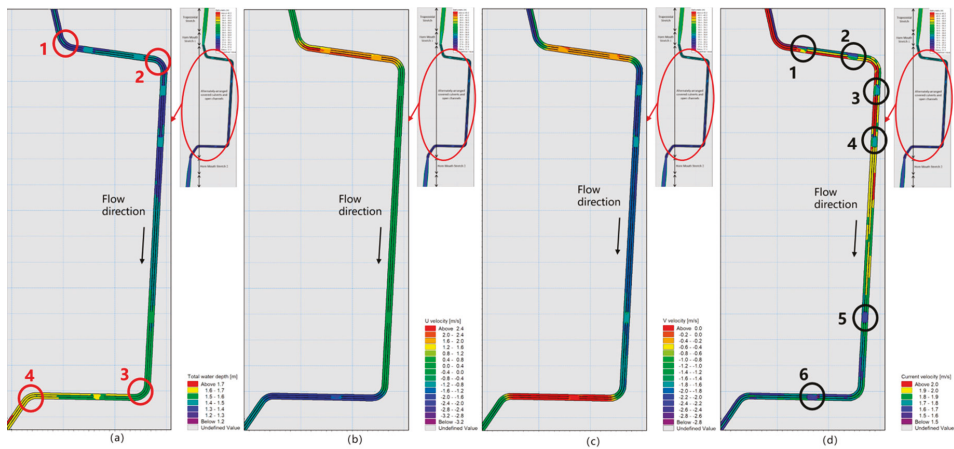 1
2
3
4
Flow
direction
Total water depth [m]
Above 1.7
1.6 - 1.7
1.5 - 1.6
1.4 - 1.5
1.3 - 1.4
1.2 - 1.3
Below 1.2
Undefined Value
(a)
Flow
direction
U velocity [m/s]
Above 2.4
2.0 - 2.4
1.6 - 2.0
1.2 - 1.6
0.8 - 1.2
0.4 - 0.8
0.0 - 0.4
-0.4 - 0.0
-0.8 - -0.4
-1.2 - -0.8
-1.6 - -1.2
-2.0 - -1.6
-2.4 - -2.0
-2.8 - -2.4
-3.2 - -2.8
Below -3.2
Undefined Value
(b)
Flow
direction
V velocity [m/s]
Above 0.0
-0.2 - 0.0
-0.4 - -0.2
-0.6 - -0.4
-0.8 - -0.6
-1.0 - -0.8
-1.2 - -1.0
-1.4 - -1.2
-1.6 - -1.4
-1.8 - -1.6
-2.0 - -1.8
-2.2 - -2.0
-2.4 - -2.2
-2.6 - -2.4
-2.8 - -2.6
Below -2.8
Undefined Value
(c)
1
2
3
4
5
6
Flow
direction
Current velocity [m/s]
Above 2.0
1.9 - 2.0
1.8 - 1.9
1.7 - 1.8
1.6 - 1.7
1.5 - 1.6
Below 1.5
Undefined Value
(d)